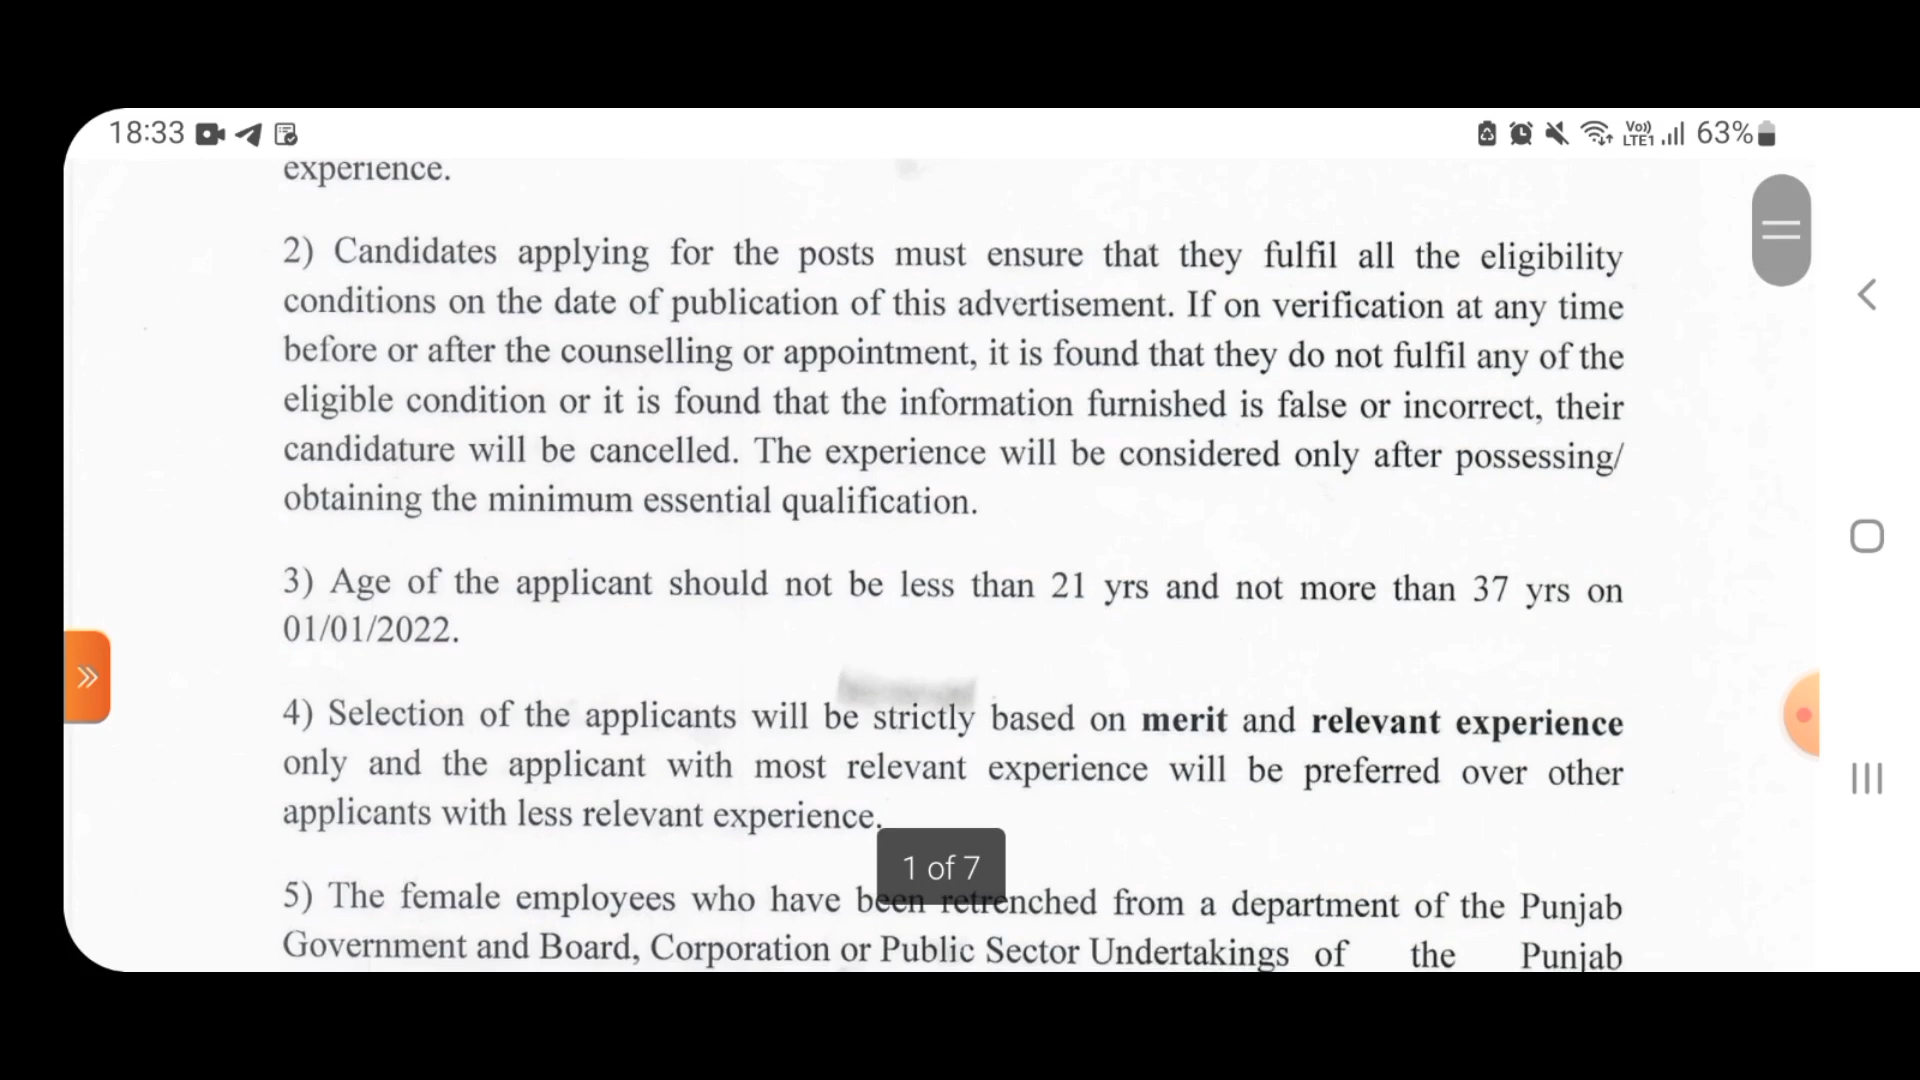 18:33
Vo))
LTE1
63%
experience.
2) Candidates applying for the posts must ensure that they fulfil all the eligibility
conditions on the date of publication of this advertisement. If on verification at any time
before or after the counselling or appointment, it is found that they do not fulfil any of the
eligible condition or it is found that the information furnished is false or incorrect, their
candidature will be cancelled. The experience will be considered only after possessing/
obtaining the minimum essential qualification.
3) Age of the applicant should not be less than 21 yrs and not more than 37 yrs on
01/01/2022.
4) Selection of the applicants will be strictly based on merit and relevant experience
only and the applicant with most relevant experience will be preferred over other
applicants with less relevant experience.
1 of 7
5) The female employees who have been retrenched from a department of the Punjab
Government and Board, Corporation or Public Sector Undertakings of the Punjab